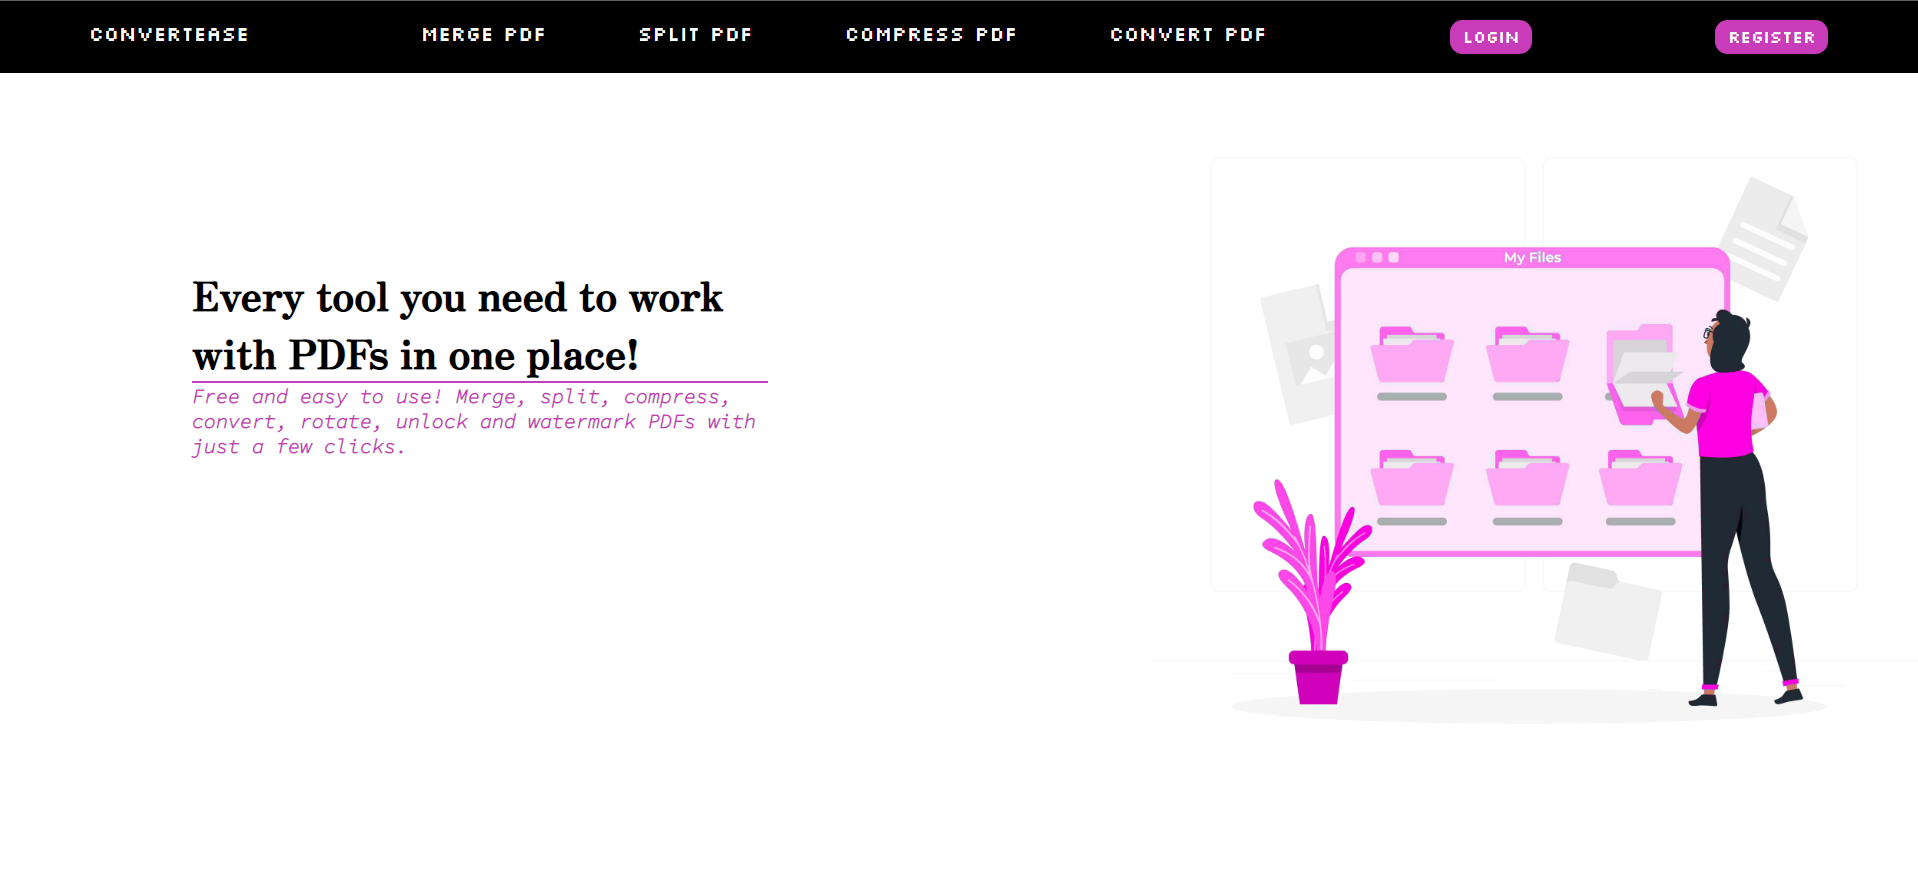 CONVERTEASE MERGE PDF SPLIT PDF COMPRESS PDF CONVERT PDF LOGIN REGISTER
Every tool you need to work
with PDFs in one place!
Free and easy to use! Merge, split, compress,
convert, rotate, unlock and watermark PDFs with
just a few clicks.
My Files